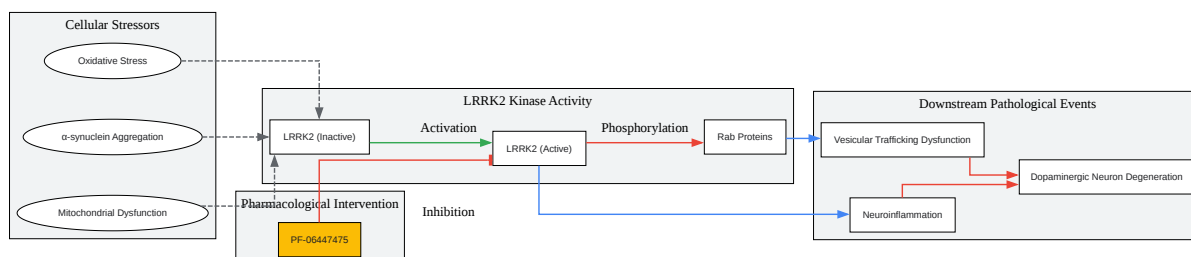 Cellular Stressors
Oxidative Stress
α-synuclein Aggregation
Mitochondrial Dysfunction
LRRK2 Kinase Activity
LRRK2 (Inactive)
Activation
LRRK2 (Active)
Phosphorylation
Rab Proteins
Pharmacological Intervention
PF-06447475
Inhibition
Downstream Pathological Events
Vesicular Trafficking Dysfunction
Dopaminergic Neuron Degeneration
Neuroinflammation